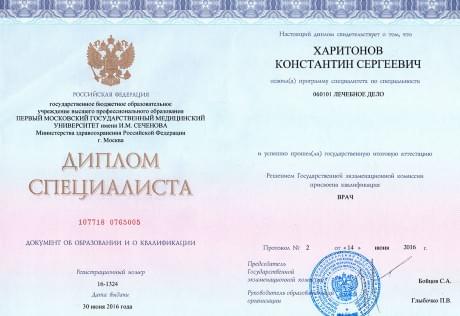 РОССИЙСКАЯ ФЕДЕРАЦИЯ
государственное бюджетное образовательное
учреждение высшего профессионального образования
ПЕРВЫЙ МОСКОВСКИЙ ГОСУДАРСТВЕННЫЙ МЕДИЦИНСКИЙ
УНИВЕРСИТЕТ имени И.М. СЕЧЕНОВА
Министерства здравоохранения Российской Федерации
г. Москва
ДИПЛОМ
СПЕЦИАЛИСТА
107718 0765005
ДОКУМЕНТ ОБ ОБРАЗОВАНИИ И О КВАЛИФИКАЦИИ
Регистрационный номер
16-1324
Дата выдачи
30 июня 2016 года
Настоящий диплом свидетельствует о том, что
ХАРИТОНОВ
КОНСТАНТИН СЕРГЕЕВИЧ
освоил(а) программу специалитета по специальности
060101 ЛЕЧЕБНОЕ ДЕЛО
и успешно прошел(ла) государственную итоговую аттестацию
Решением Государственной экзаменационной комиссии
присвоена квалификация
ВРАЧ
Протокол № 2 от «14» июня 2016 г.
Председатель
Государственной
экзаменационной комиссии Бобцов С.А.
Руководитель образовательной
организации Глыбочко П.В.